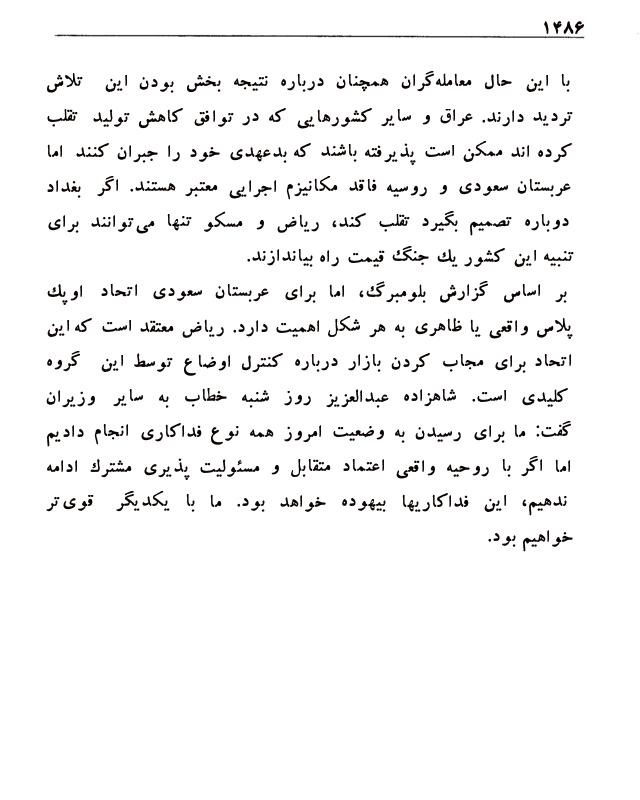 ۱۴۸۶
با این حال معامله‌گران همچنان درباره نتیجه بخش بودن این تلاش
تردید دارند. عراق و سایر کشورهایی که در توافق کاهش تولید تقلب
کرده اند ممکن است پذیرفته باشند که بدعهدی خود را جبران کنند اما
عربستان سعودی و روسیه فاقد مکانیزم اجرایی معتبر هستند. اگر بغداد
دوباره تصمیم بگیرد تقلب کند، ریاض و مسکو تنها می‌توانند برای
تنبیه این کشور یك جنگ قیمت راه بیاندازند.
بر اساس گزارش بلومبرگ، اما برای عربستان سعودی اتحاد اوپك
پلاس واقعی یا ظاهری به هر شکل اهمیت دارد. ریاض معتقد است که این
اتحاد برای مجاب کردن بازار درباره کنترل اوضاع توسط این گروه
کلیدی است. شاهزاده عبدالعزیز روز شنبه خطاب به سایر وزیران
گفت: ما برای رسیدن به وضعیت امروز همه نوع فداکاری انجام دادیم
اما اگر با روحیه واقعی اعتماد متقابل و مسئولیت پذیری مشترك ادامه
ندهیم، این فداکاریها بیهوده خواهد بود. ما با یکدیگر قوی‌تر
خواهیم بود.